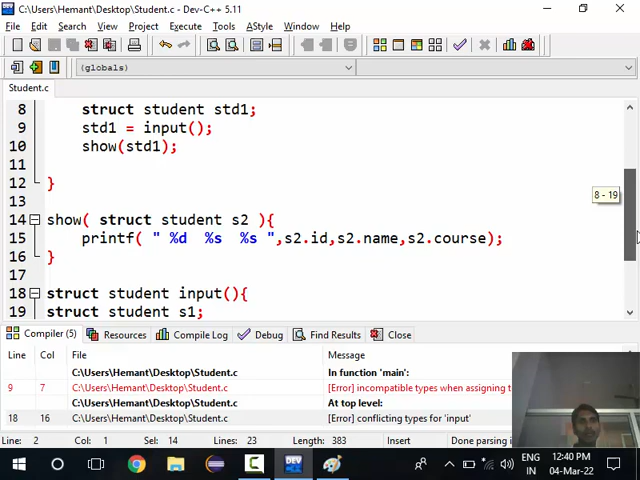 C:\Users\Hemant\Desktop\Student.c - Dev-C++ 5.11
File Edit Search View Project Execute Tools AStyle Window Help
(globals)
Student.c
8 struct student std1;
9 std1 = input();
10 show(std1);
11
12 }
13
14 show( struct student s2 ){
15 printf( " %d %s %s ",s2.id,s2.name,s2.course);
16 }
17
18 struct student input(){
19 struct student s1;
8 - 19
Compiler (5) Resources Compile Log Debug Find Results Close
Line Col File Message
C:\Users\Hemant\Desktop\Student.c In function 'main':
9 7 C:\Users\Hemant\Desktop\Student.c [Error] incompatible types when assigning t
C:\Users\Hemant\Desktop\Student.c At top level:
18 16 C:\Users\Hemant\Desktop\Student.c [Error] conflicting types for 'input'
Line: 2 Col: 1 Sel: 14 Lines: 23 Length: 383 Insert Done parsing
ENG 12:40 PM
IN 04-Mar-22